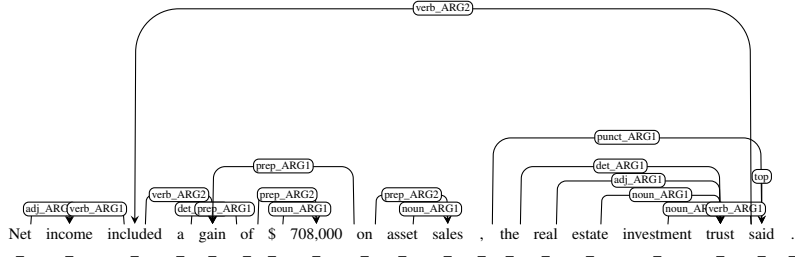 verb_ARG2
punct_ARG1
prep_ARG1 det_ARG1
top
adj_ARG1
verb_ARG2 prep_ARG2 prep_ARG2 noun_ARG1
verb_ARG1 prep_ARG1 noun_ARG1 noun_ARG1 verb_ARG1
Net income included a gain of $ 708,000 on asset sales , the real estate investment trust said .
_ _ _ _ _ _ _ _ _ _ _ _ _ _ _ _ _ _ _